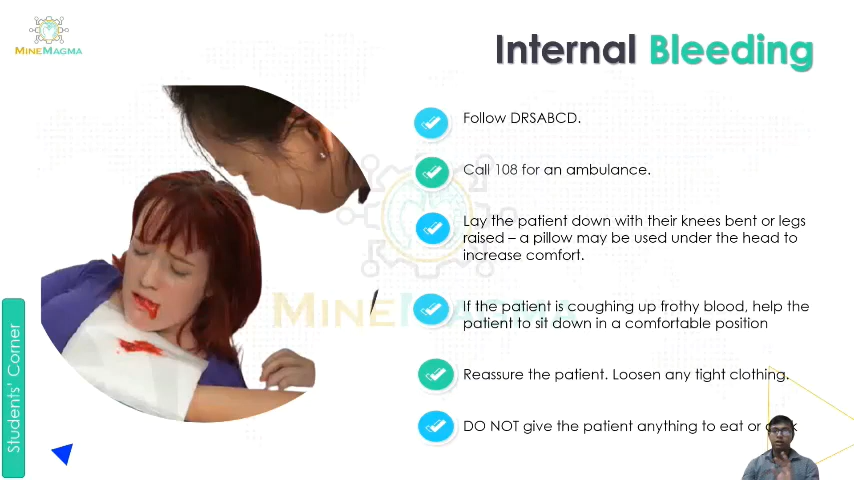 MINEMAGMA
Internal Bleeding
Follow DRSABCD.
Call 108 for an ambulance.
Lay the patient down with their knees bent or legs
raised – a pillow may be used under the head to
increase comfort.
If the patient is coughing up frothy blood, help the
patient to sit down in a comfortable position
Reassure the patient. Loosen any tight clothing.
DO NOT give the patient anything to eat or
MINEMAGMA
Students' Corner